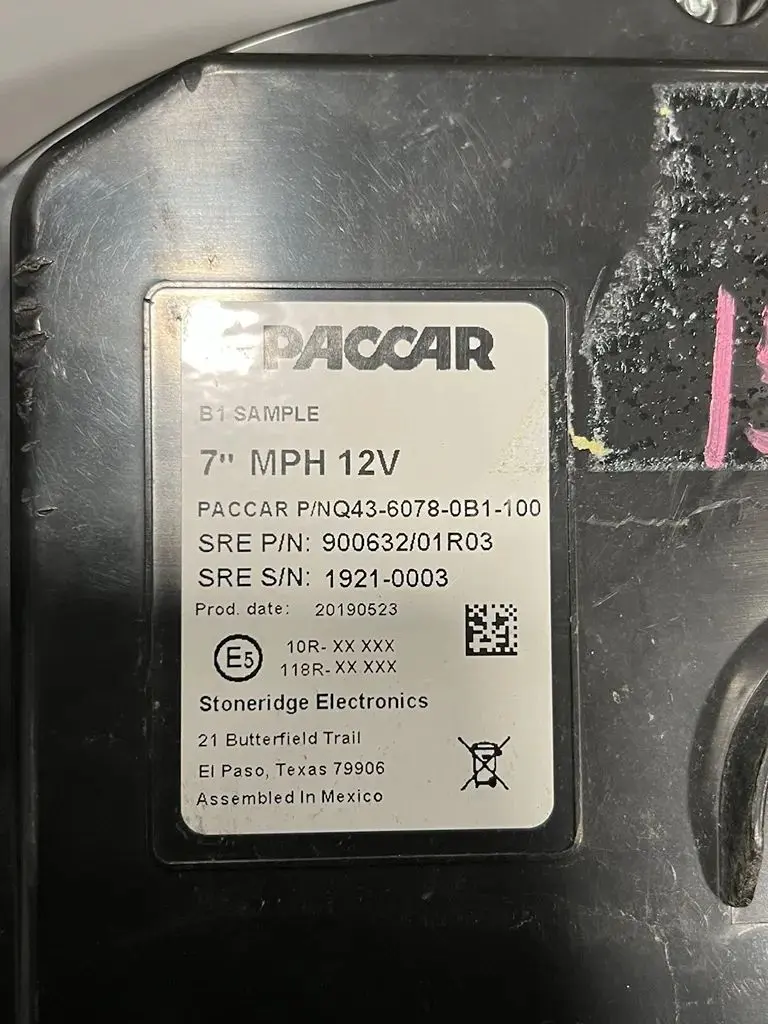 PACCAR
B1 SAMPLE
7" MPH 12V
PACCAR P/NQ43-6078-0B1-100
SRE P/N: 900632/01R03
SRE S/N: 1921-0003
Prod. date: 20190523
E5
10R- XX XXX
118R- XX XXX
Stoneridge Electronics
21 Butterfield Trail
El Paso, Texas 79906
Assembled In Mexico